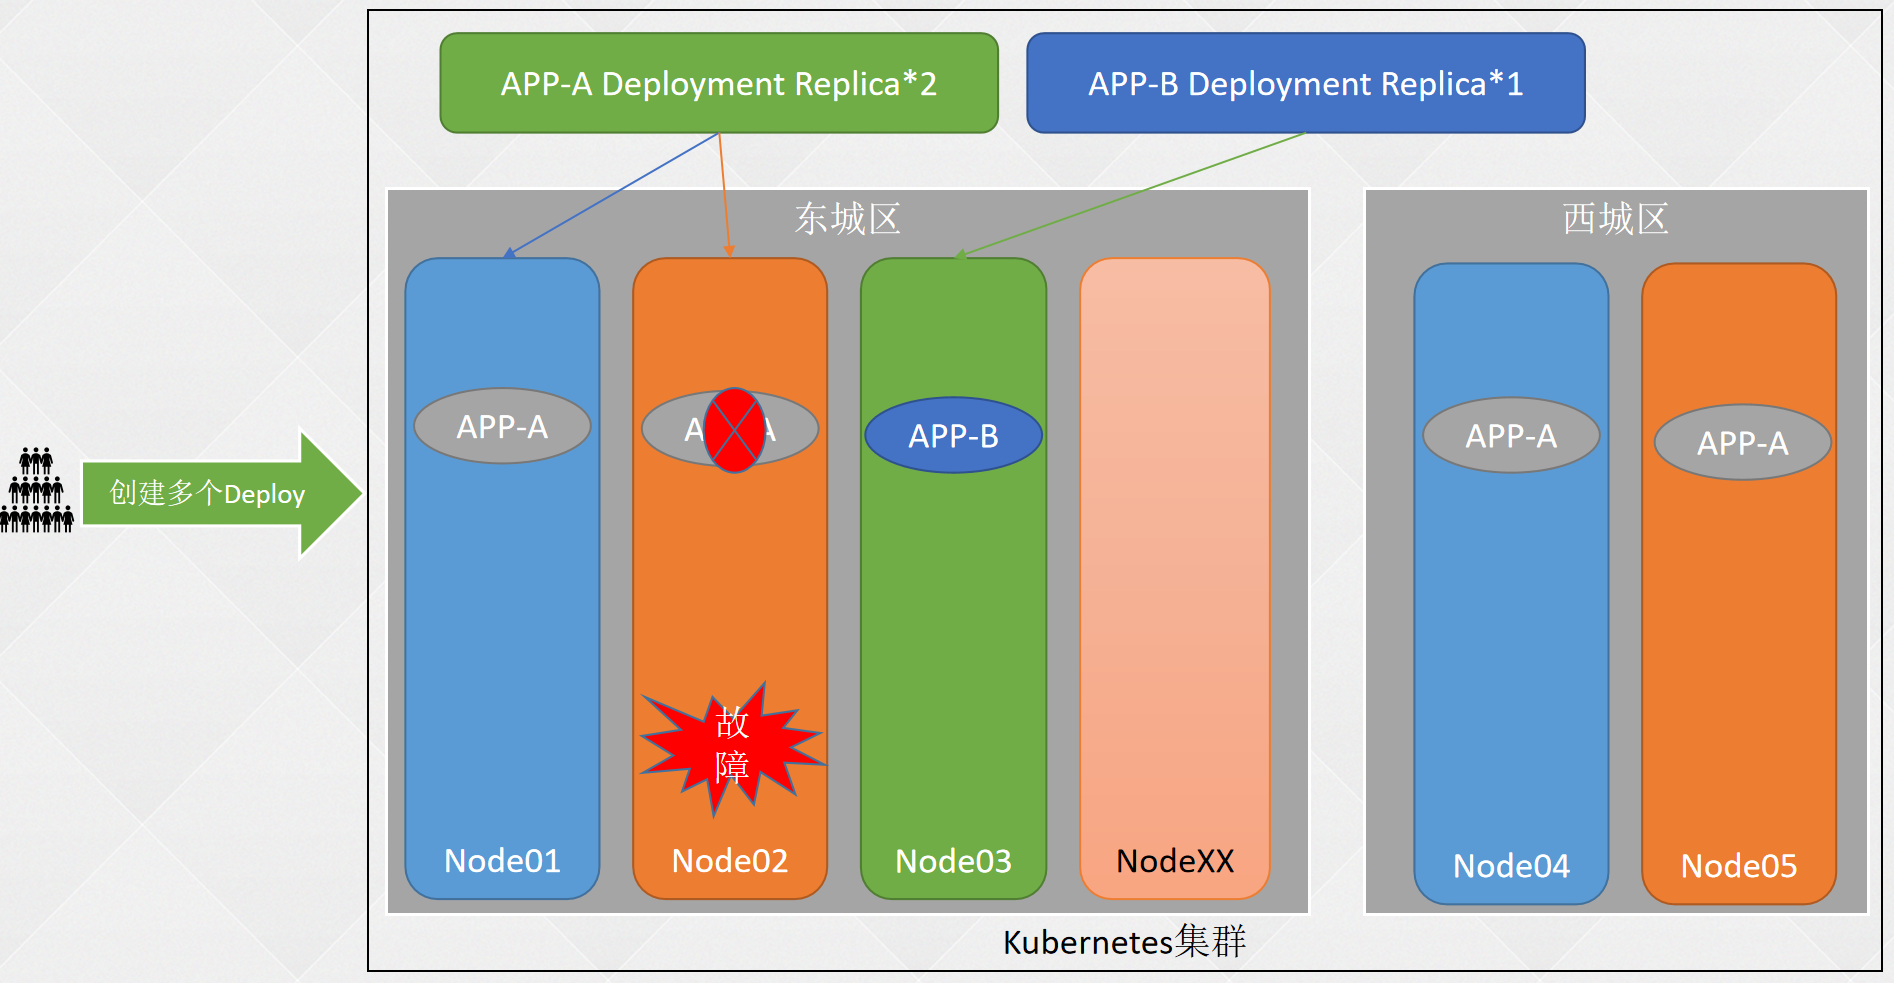 APP-A Deployment Replica*2
APP-B Deployment Replica*1
东城区
西城区
APP-A
A A
APP-B
APP-A
APP-A
创建多个Deploy
故
障
Node01
Node02
Node03
NodeXX
Node04
Node05
Kubernetes集群